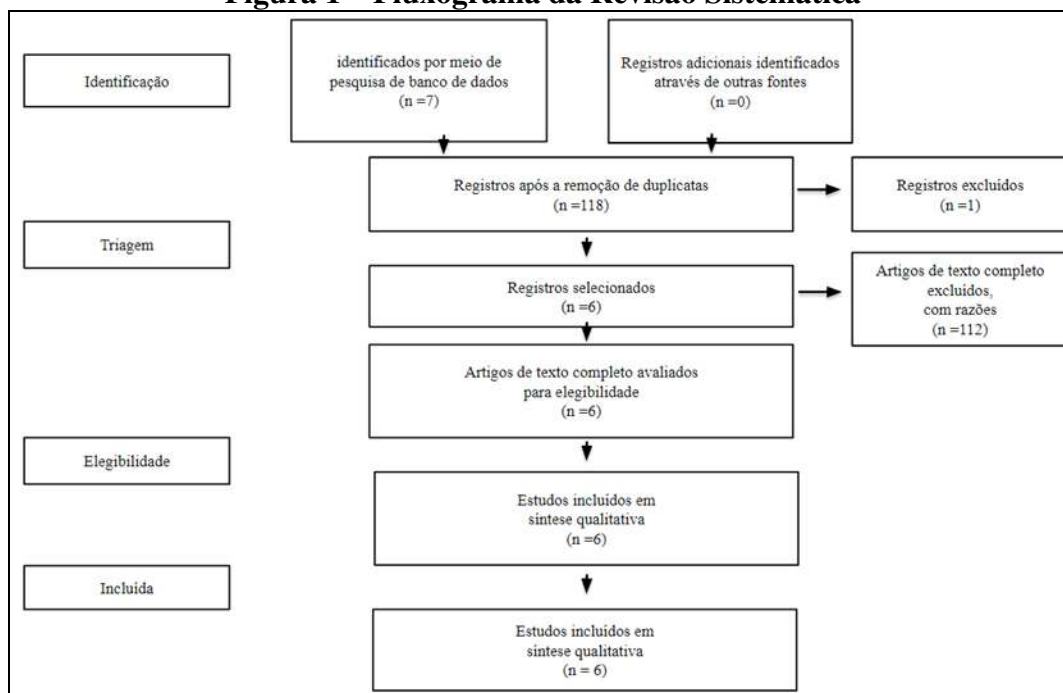 Figura 1 – Fluxograma da Revisão Sistemática
Identificação
identificados por meio de
pesquisa de banco de dados
(n =7)
Registros adicionais identificados
através de outras fontes
(n =0)
Registros após a remoção de duplicatas
(n =118)
Registros excluídos
(n =1)
Triagem
Registros selecionados
(n =6)
Artigos de texto completo
excluídos,
com razões
(n =112)
Artigos de texto completo avaliados
para elegibilidade
(n =6)
Elegibilidade
Estudos incluídos em
síntese qualitativa
(n =6)
Incluída
Estudos incluídos em
síntese qualitativa
(n = 6)